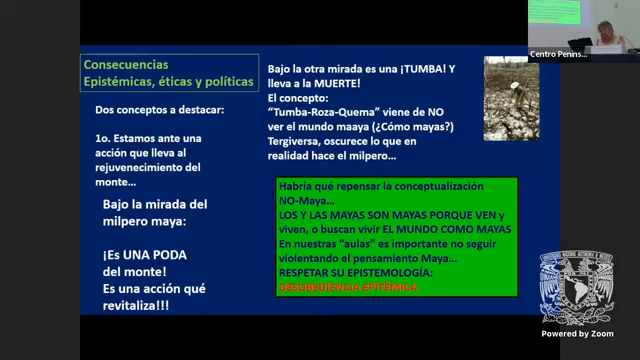 Consecuencias
Epistémicas, éticas y políticas
Dos conceptos a destacar:
1o. Estamos ante una
acción que lleva al
rejuvenecimiento del
monte...
Bajo la mirada del
milpero maya:
¡Es UNA PODA
del monte!
Es una acción qué
revitaliza!!!
Bajo la otra mirada es una ¡TUMBA! Y
lleva a la MUERTE!
El concepto:
"Tumba-Roza-Quema" viene de NO
ver el mundo maaya (¿Cómo mayas?)
Tergiversa, oscurece lo que en
realidad hace el milpero...
Habría qué repensar la conceptualización
NO-Maya...
LOS Y LAS MAYAS SON MAYAS PORQUE VEN y
viven, o buscan vivir EL MUNDO COMO MAYAS
En nuestras "aulas" es importante no seguir
violentando el pensamiento Maya...
RESPETAR SU EPISTEMOLOGÍA:
DESOBEDIENCIA EPITÉMICA
Centro Penins...
Powered by Zoom